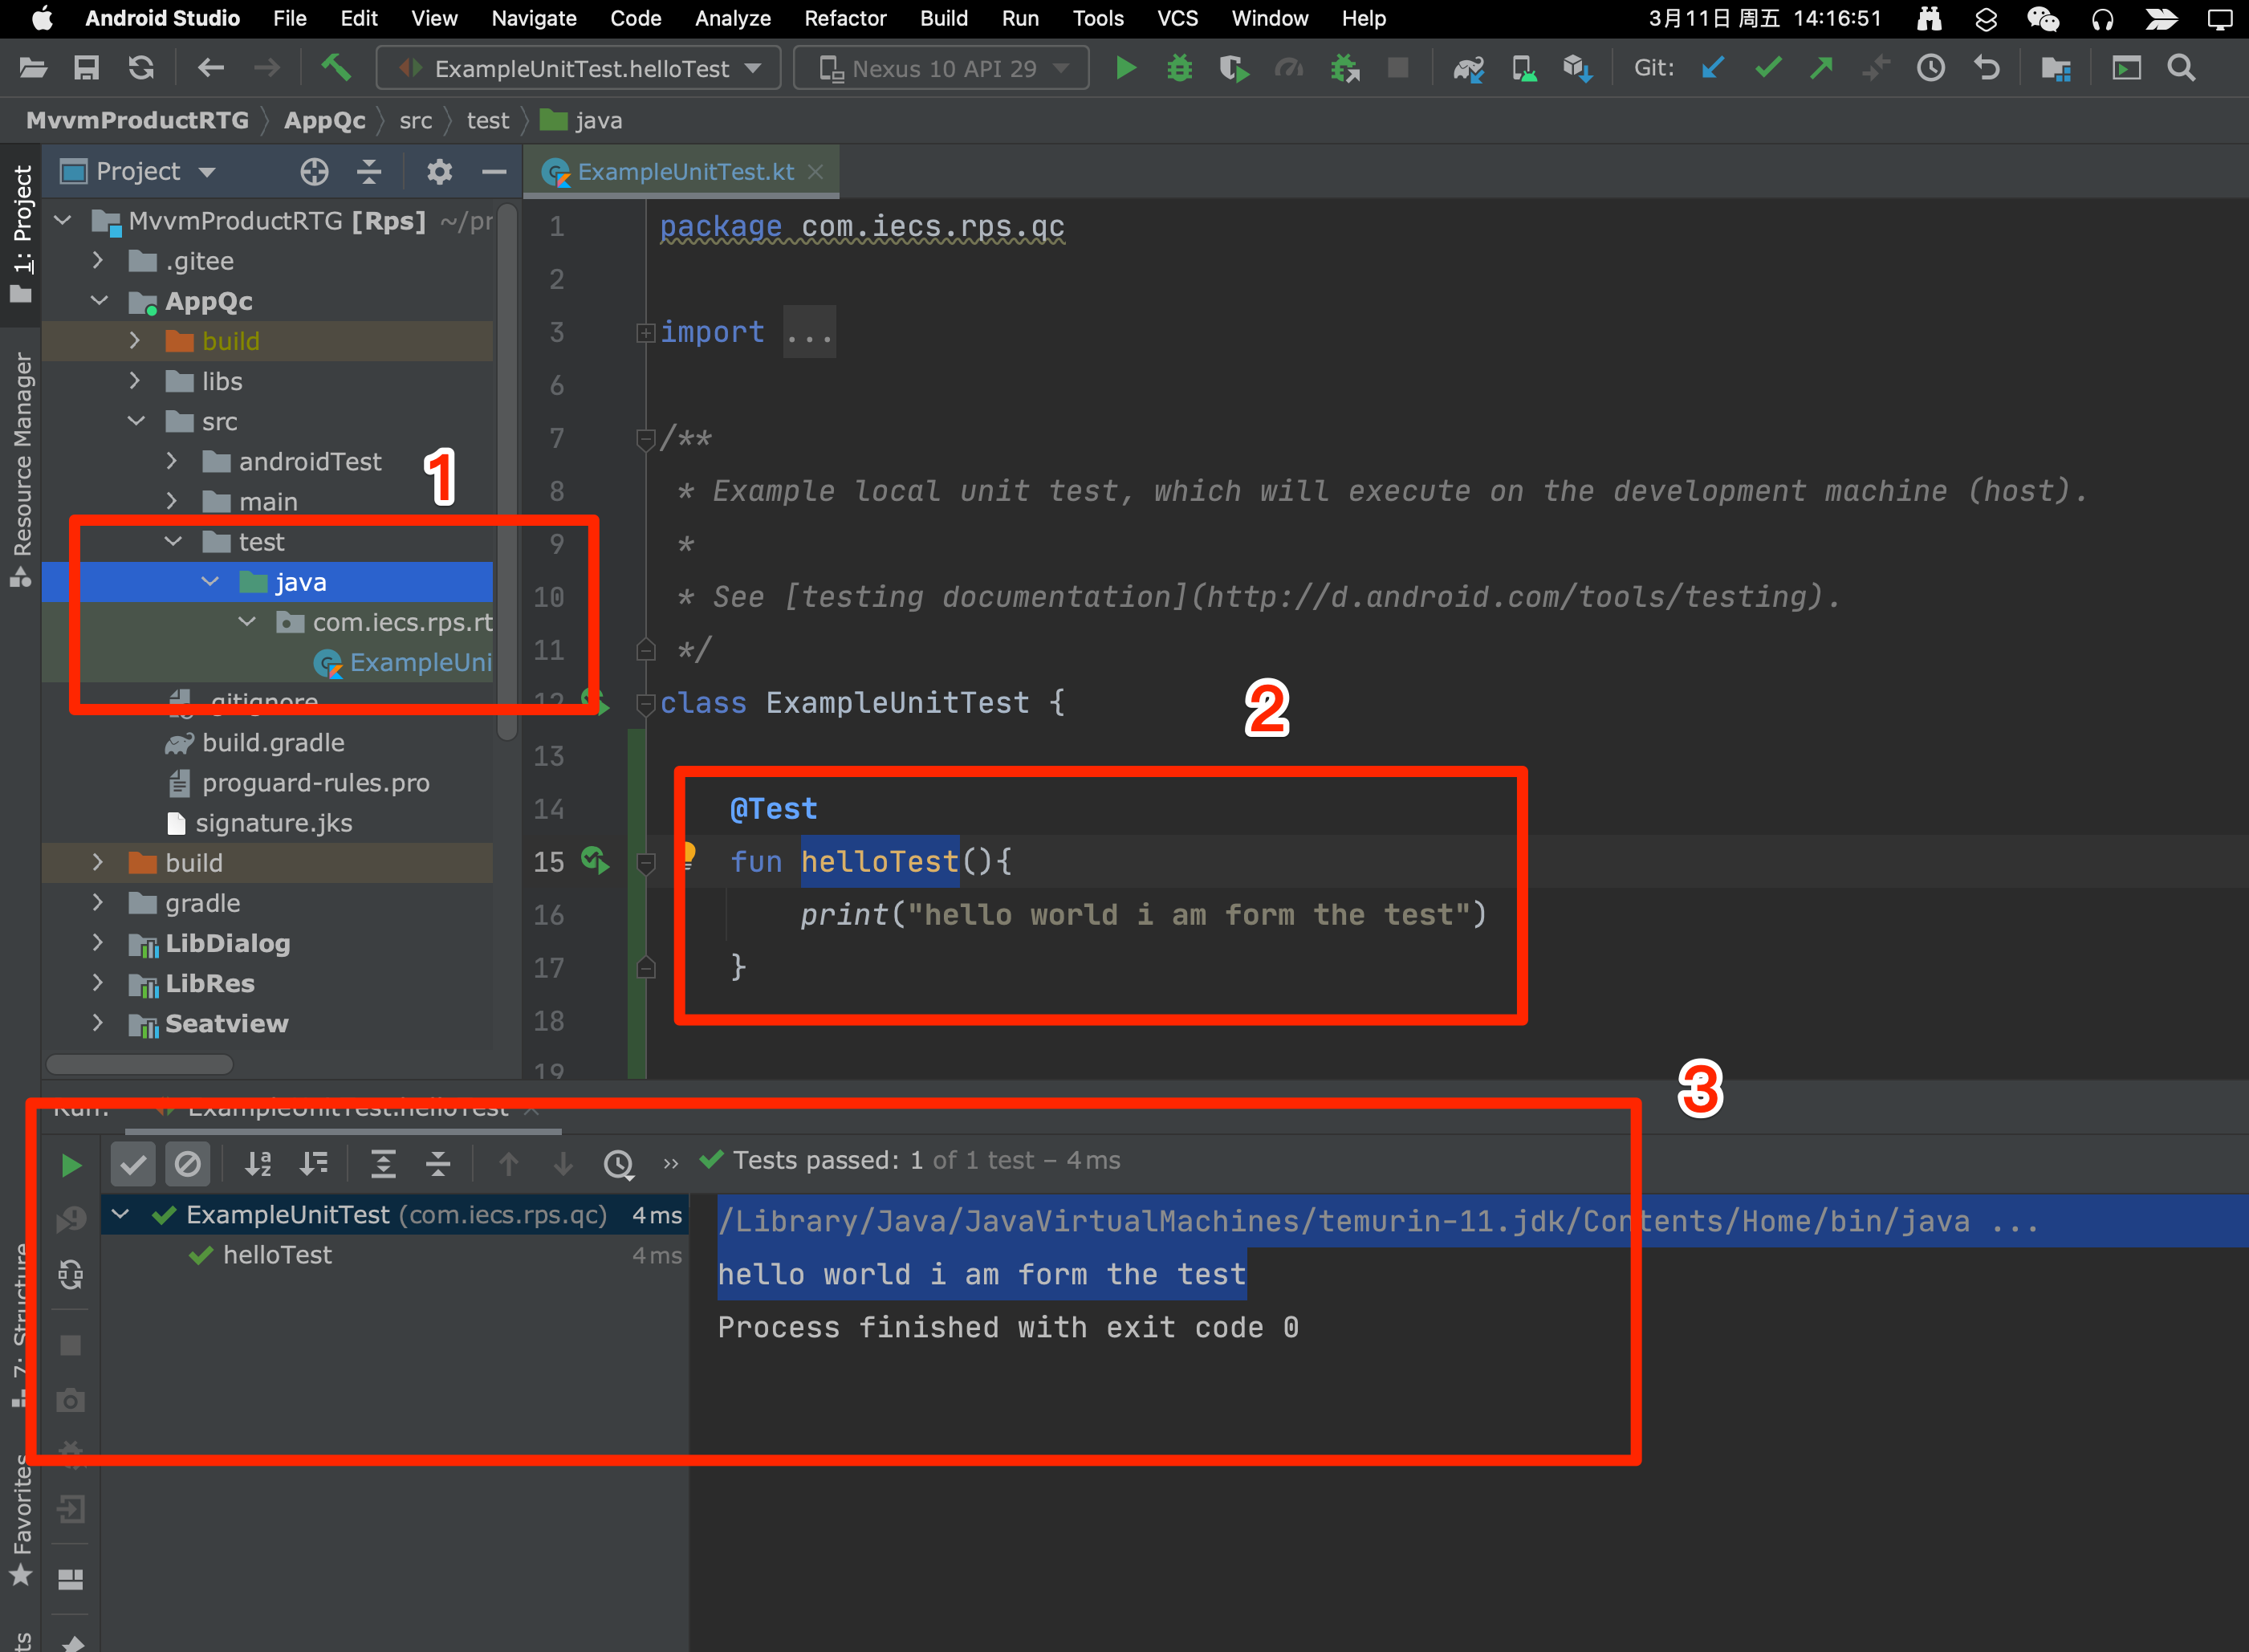 Android Studio File Edit View Navigate Code Analyze Refactor Build Run Tools VCS Window Help 3月11日 周五 14:16:51
ExampleUnitTest.helloTest Nexus 10 API 29 Git:
MvvmProductRTG AppQc src test java
1: Project
Resource Manager
7: Structure
Favorites
Project
MvvmProductRTG [Rps] ~/pr
.gitee
AppQc
build
libs
src
androidTest
main
test
java
com.iecs.rps.rt
ExampleUni
.gitignore
build.gradle
proguard-rules.pro
signature.jks
build
gradle
LibDialog
LibRes
Seatview
1
ExampleUnitTest.kt
1 package com.iecs.rps.qc
2
3 import ...
6
7 /**
8 * Example local unit test, which will execute on the development machine (host).
9 *
10 * See [testing documentation](http://d.android.com/tools/testing).
11 */
12 class ExampleUnitTest {
2
13
14 @Test
15 fun helloTest(){
16 print("hello world i am form the test")
17 }
18
19
3
Run: ExampleUnitTest.helloTest
Tests passed: 1 of 1 test – 4 ms
ExampleUnitTest (com.iecs.rps.qc) 4 ms
helloTest 4 ms
/Library/Java/JavaVirtualMachines/temurin-11.jdk/Contents/Home/bin/java ...
hello world i am form the test
Process finished with exit code 0